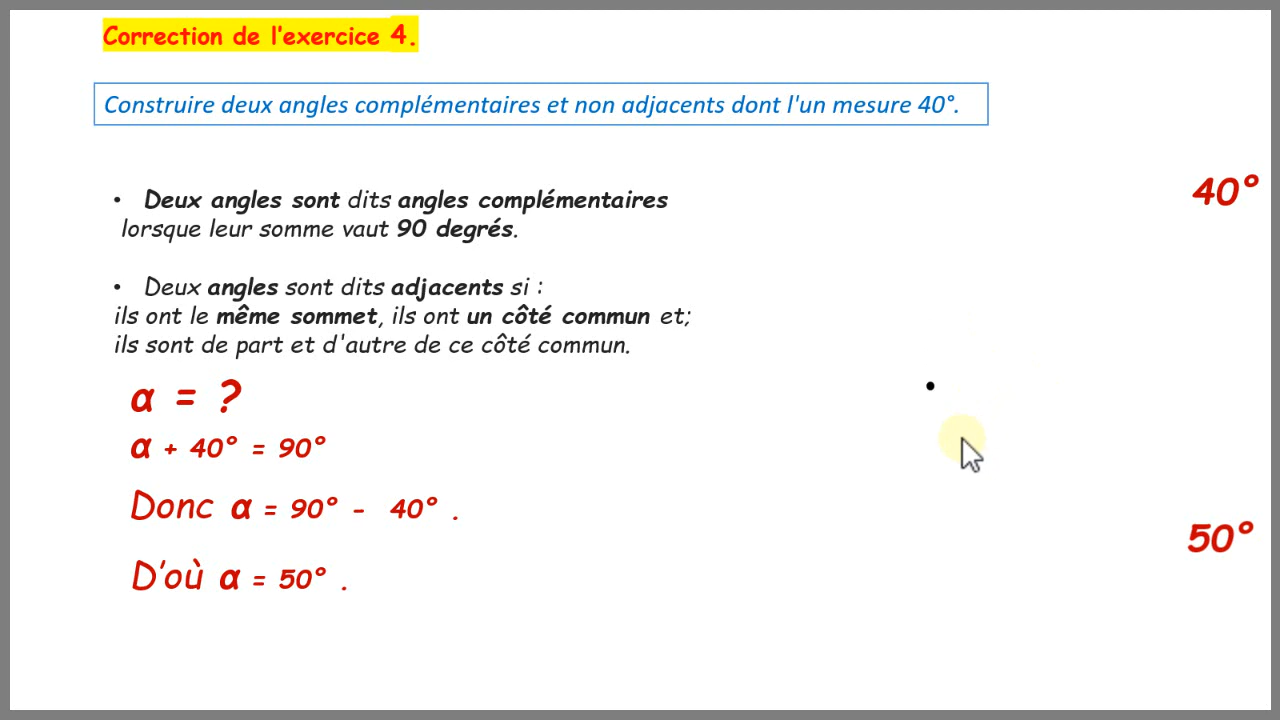 Correction de l'exercice 4.
Construire deux angles complémentaires et non adjacents dont l'un mesure 40°.
• Deux angles sont dits angles complémentaires
lorsque leur somme vaut 90 degrés.
40°
• Deux angles sont dits adjacents si :
ils ont le même sommet, ils ont un côté commun et;
ils sont de part et d'autre de ce côté commun.
α = ?
α + 40° = 90°
Donc α = 90° - 40° .
50°
D'où α = 50° .